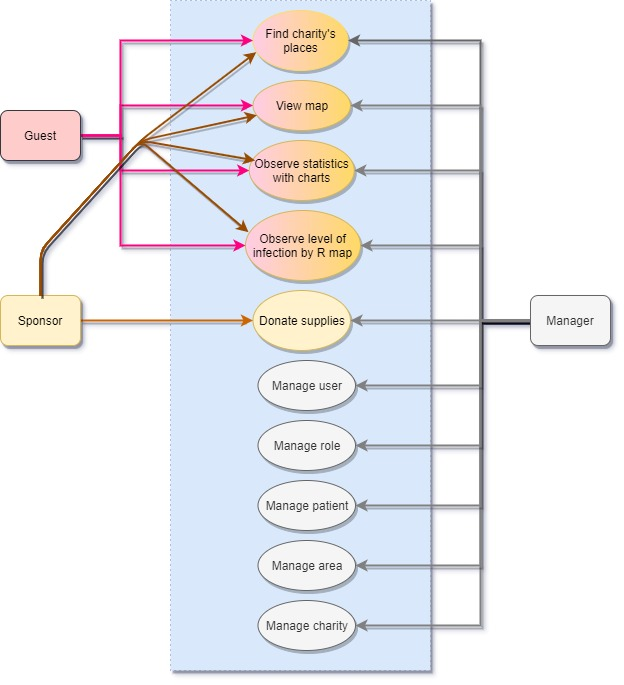 Find charity's
places
View map
Guest
Observe statistics
with charts
Observe level of
infection by R map
Sponsor
Donate supplies
Manager
Manage user
Manage role
Manage patient
Manage area
Manage charity